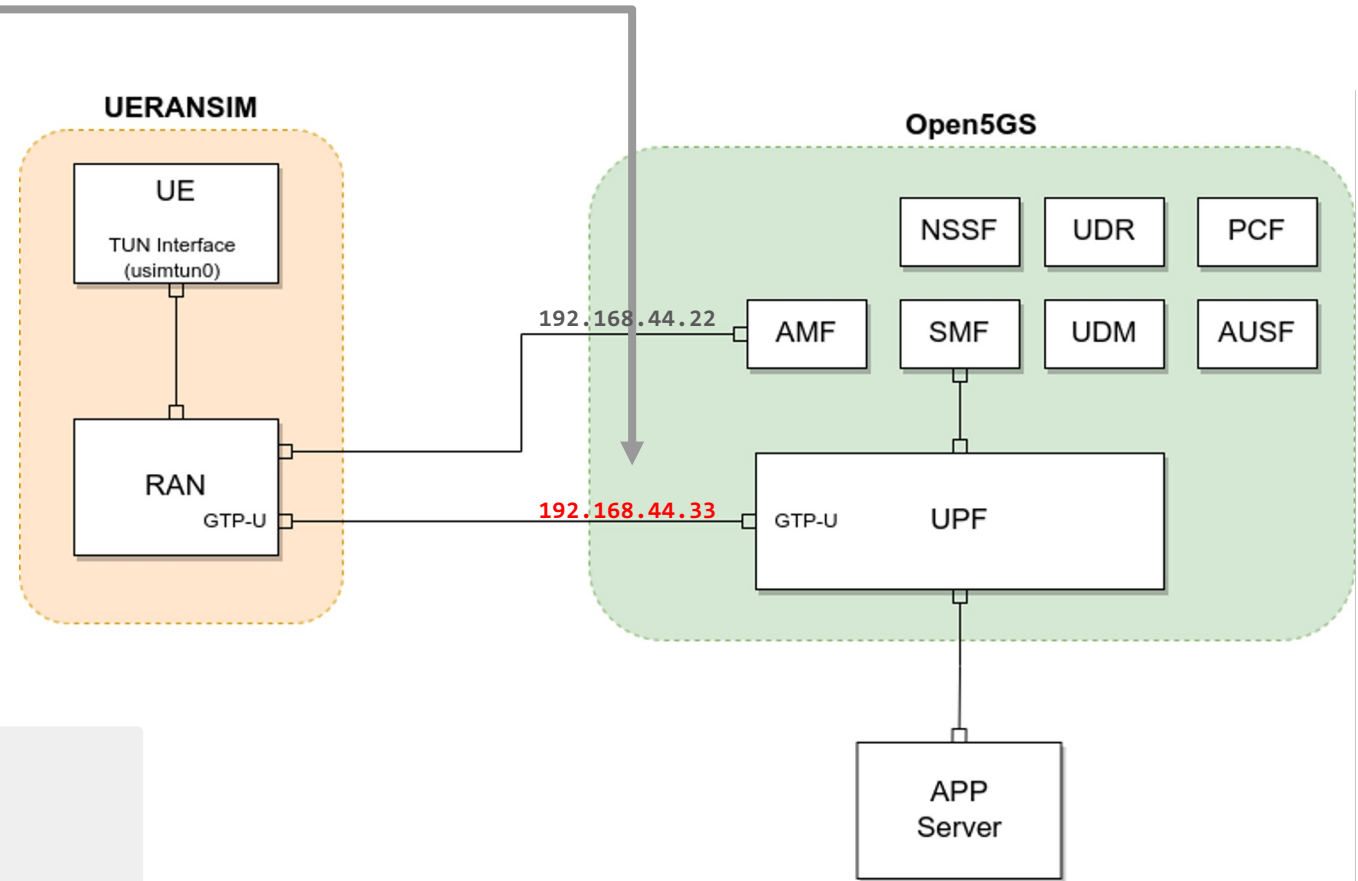 UERANSIM
UE
TUN Interface
(usimtun0)
RAN
GTP-U
192.168.44.22
192.168.44.33
Open5GS
NSSF
UDR
PCF
AMF
SMF
UDM
AUSF
GTP-U
UPF
APP
Server